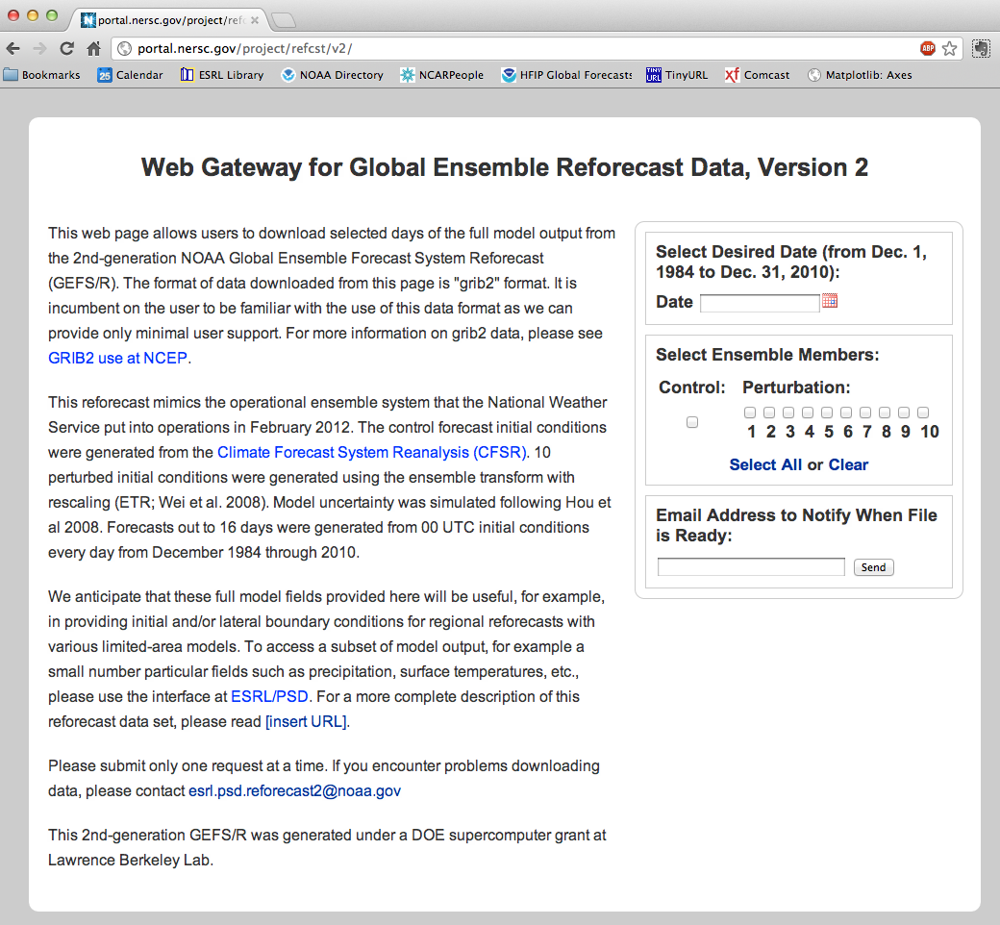 portal.nersc.gov/project/refc
portal.nersc.gov/project/refcst/v2/
ABP
Bookmarks
25 Calendar
ESRL Library
NOAA Directory
NCARPeople
HFIP Global Forecasts
TINY URL TinyURL
xf Comcast
Matplotlib: Axes
Web Gateway for Global Ensemble Reforecast Data, Version 2
This web page allows users to download selected days of the full model output from
the 2nd-generation NOAA Global Ensemble Forecast System Reforecast
(GEFS/R). The format of data downloaded from this page is "grib2" format. It is
incumbent on the user to be familiar with the use of this data format as we can
provide only minimal user support. For more information on grib2 data, please see
GRIB2 use at NCEP.
This reforecast mimics the operational ensemble system that the National Weather
Service put into operations in February 2012. The control forecast initial conditions
were generated from the Climate Forecast System Reanalysis (CFSR). 10
perturbed initial conditions were generated using the ensemble transform with
rescaling (ETR; Wei et al. 2008). Model uncertainty was simulated following Hou et
al 2008. Forecasts out to 16 days were generated from 00 UTC initial conditions
every day from December 1984 through 2010.
We anticipate that these full model fields provided here will be useful, for example,
in providing initial and/or lateral boundary conditions for regional reforecasts with
various limited-area models. To access a subset of model output, for example a
small number particular fields such as precipitation, surface temperatures, etc.,
please use the interface at ESRL/PSD. For a more complete description of this
reforecast data set, please read [insert URL].
Please submit only one request at a time. If you encounter problems downloading
data, please contact esrl.psd.reforecast2@noaa.gov
This 2nd-generation GEFS/R was generated under a DOE supercomputer grant at
Lawrence Berkeley Lab.
Select Desired Date (from Dec. 1,
1984 to Dec. 31, 2010):
Date
Select Ensemble Members:
Control: Perturbation:
1 2 3 4 5 6 7 8 9 10
Select All or Clear
Email Address to Notify When File
is Ready:
Send